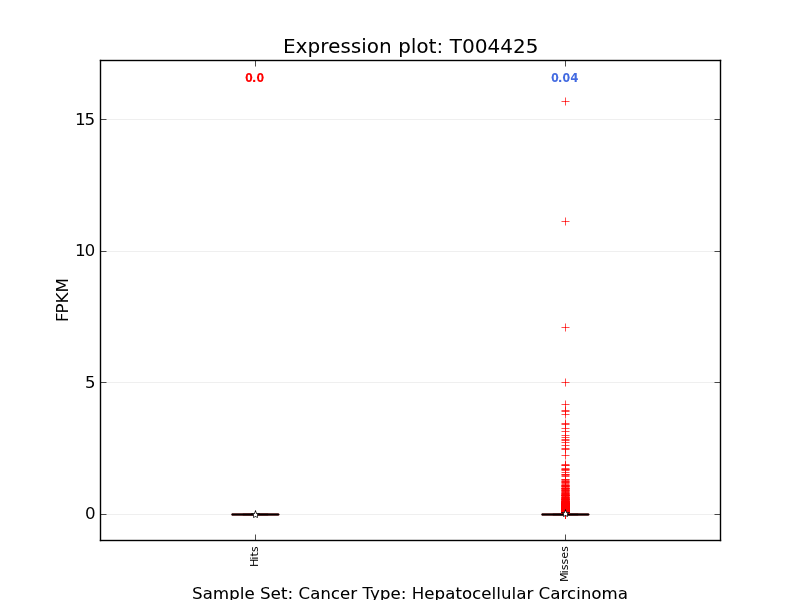 Expression plot: T004425
0.0
0.04
15
10
5
0
FPKM
Hits
Misses
Sample Set: Cancer Type: Hepatocellular Carcinoma